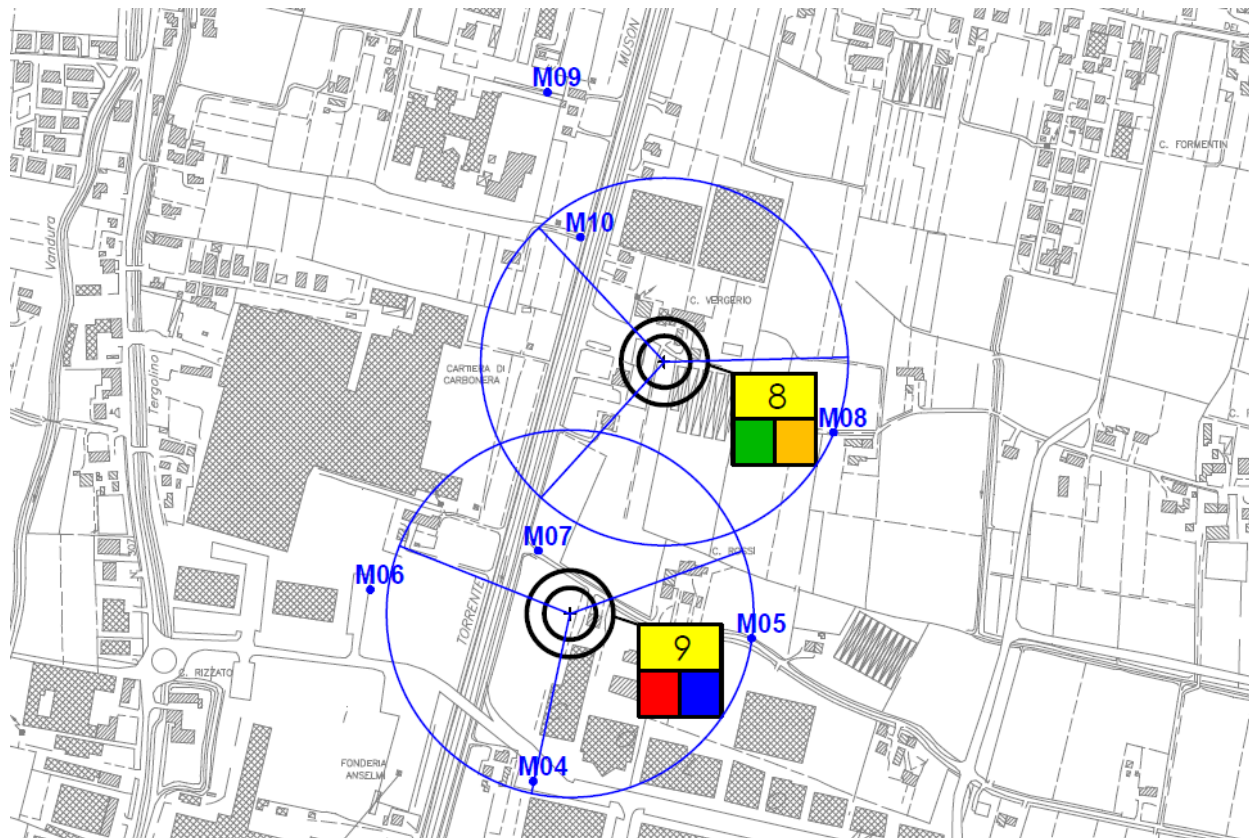 MUSON
M09
C. FORMENTIN
Vandura
M10
C. VERGERIO
Tergolino
CARTIERA DI
CARBONERA
8
M08
M07
C. ROSSI
M06
TORRENTE
M05
9
C. RIZZATO
FONDERIA
ANSELMI
M04